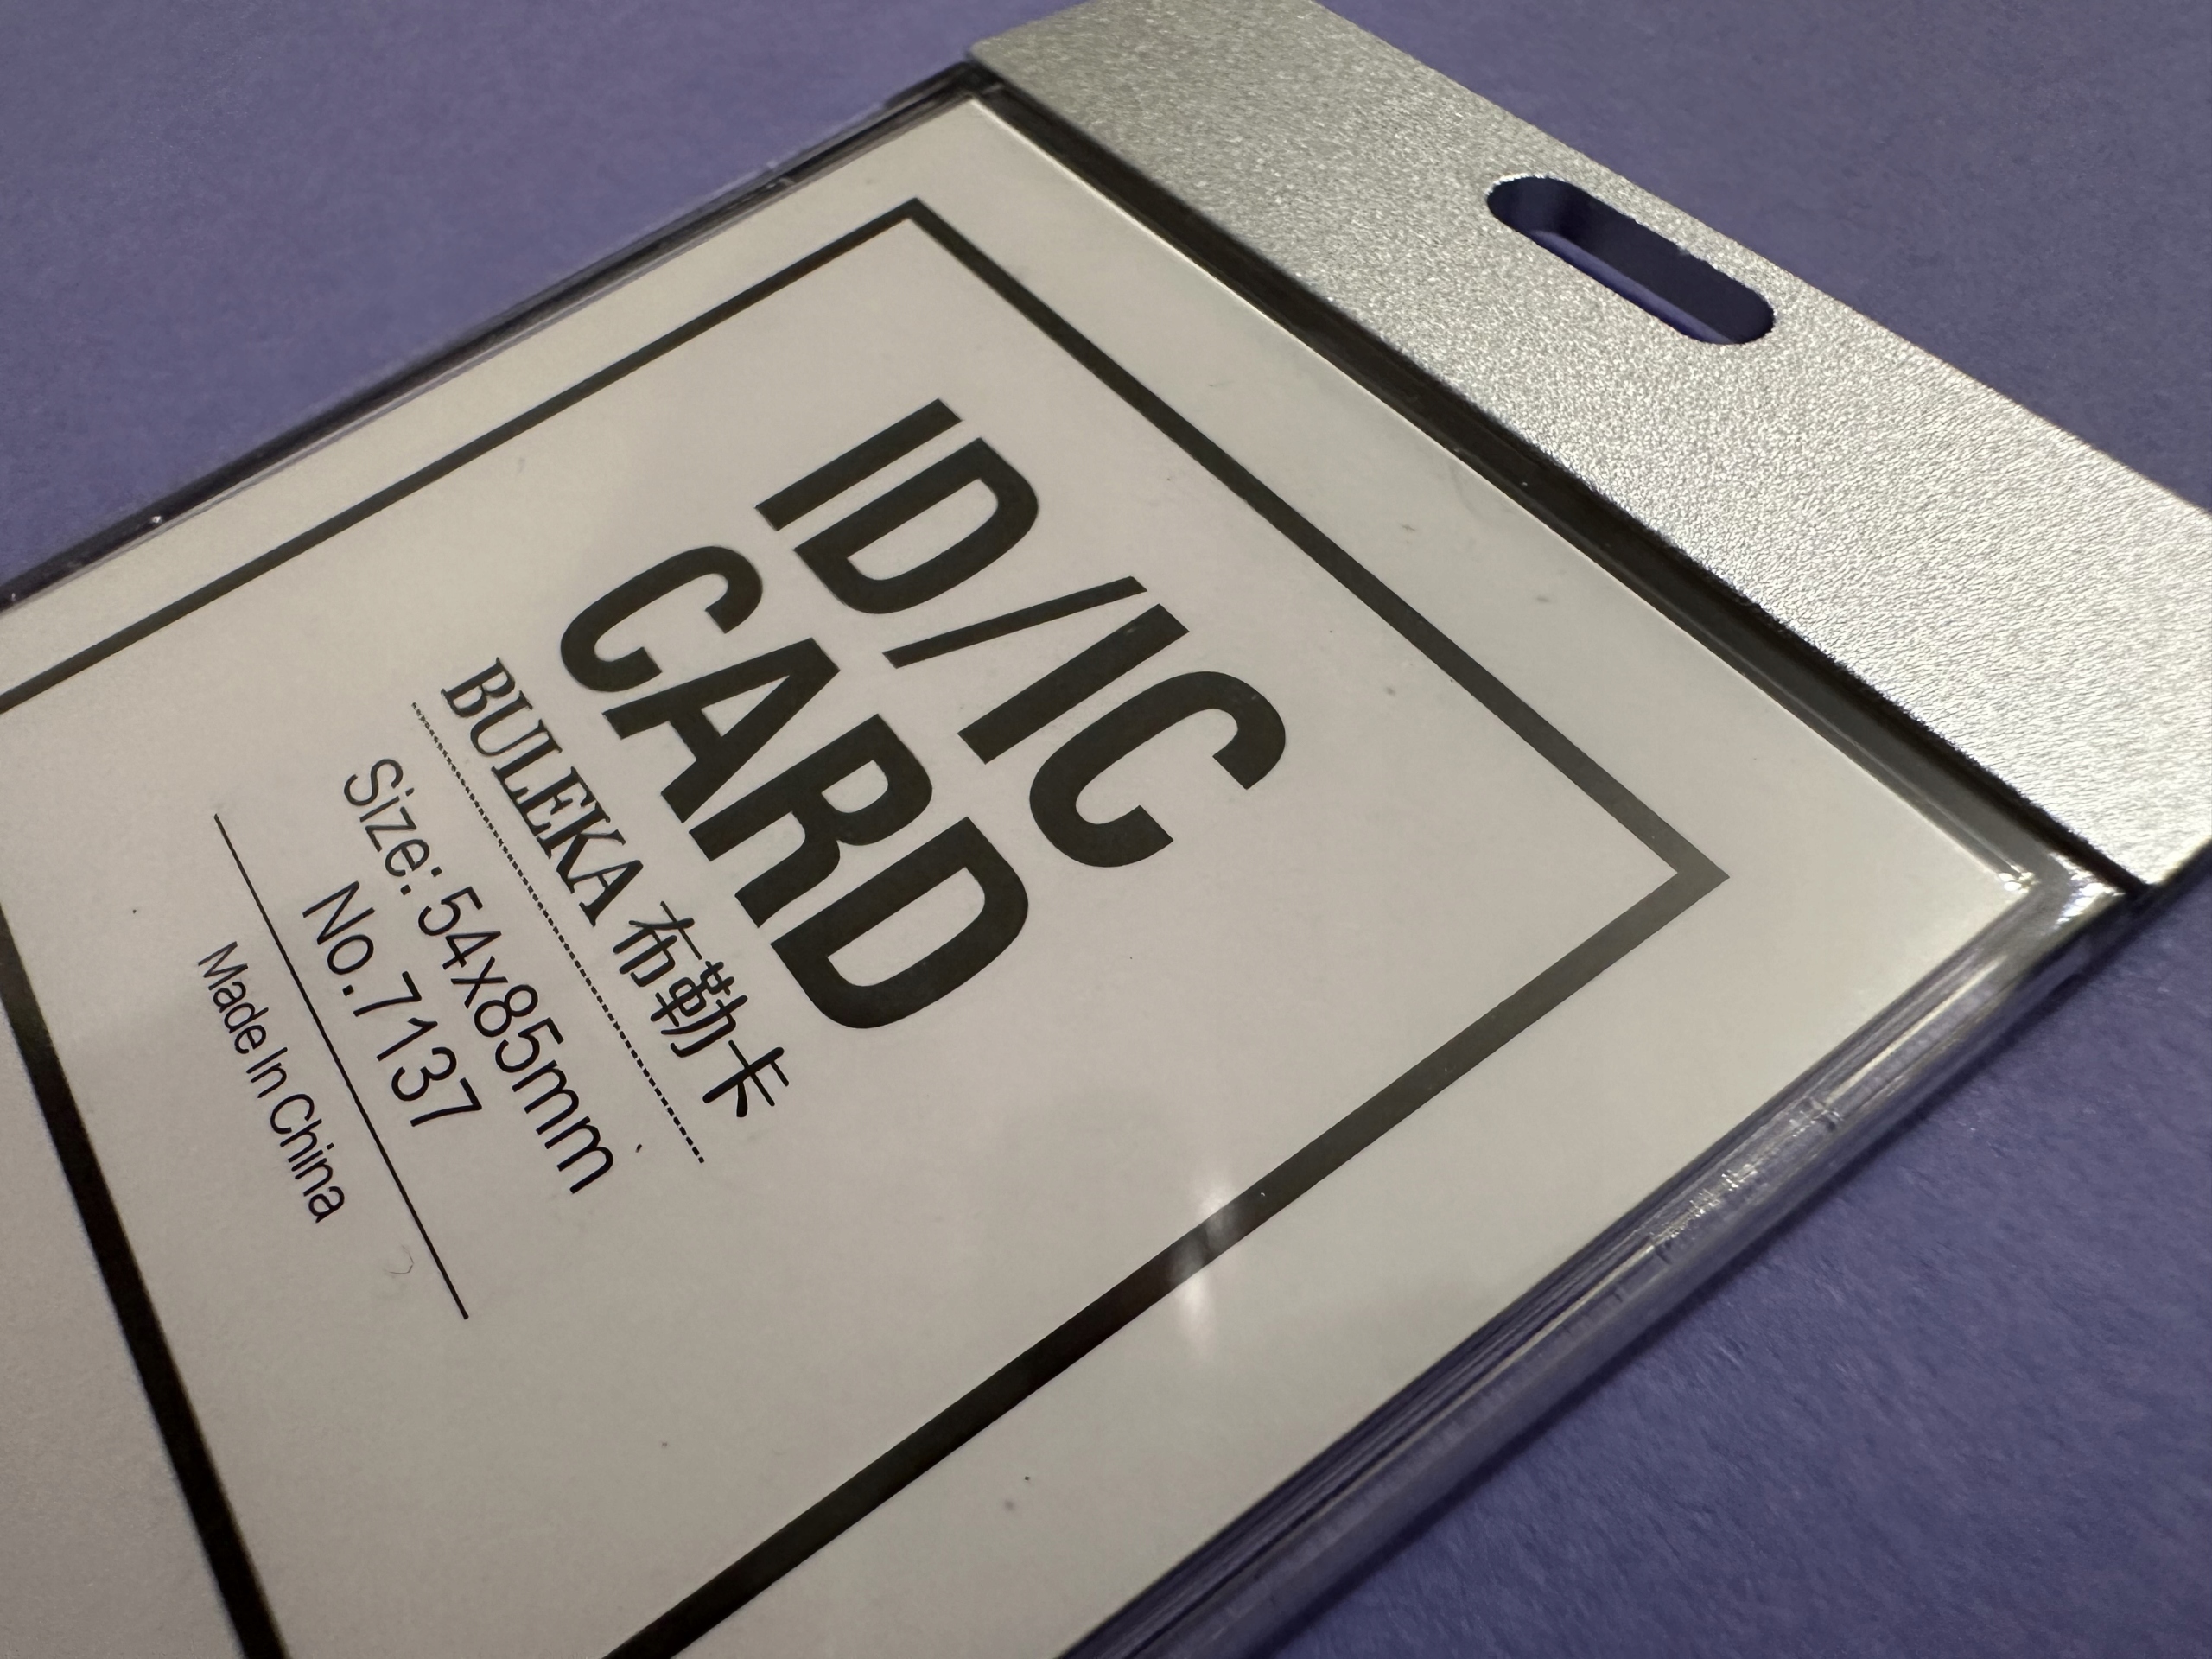 ID/IC
CARD
BULEKA 布勒卡
Size: 54x85mm
No.7137
Made In China